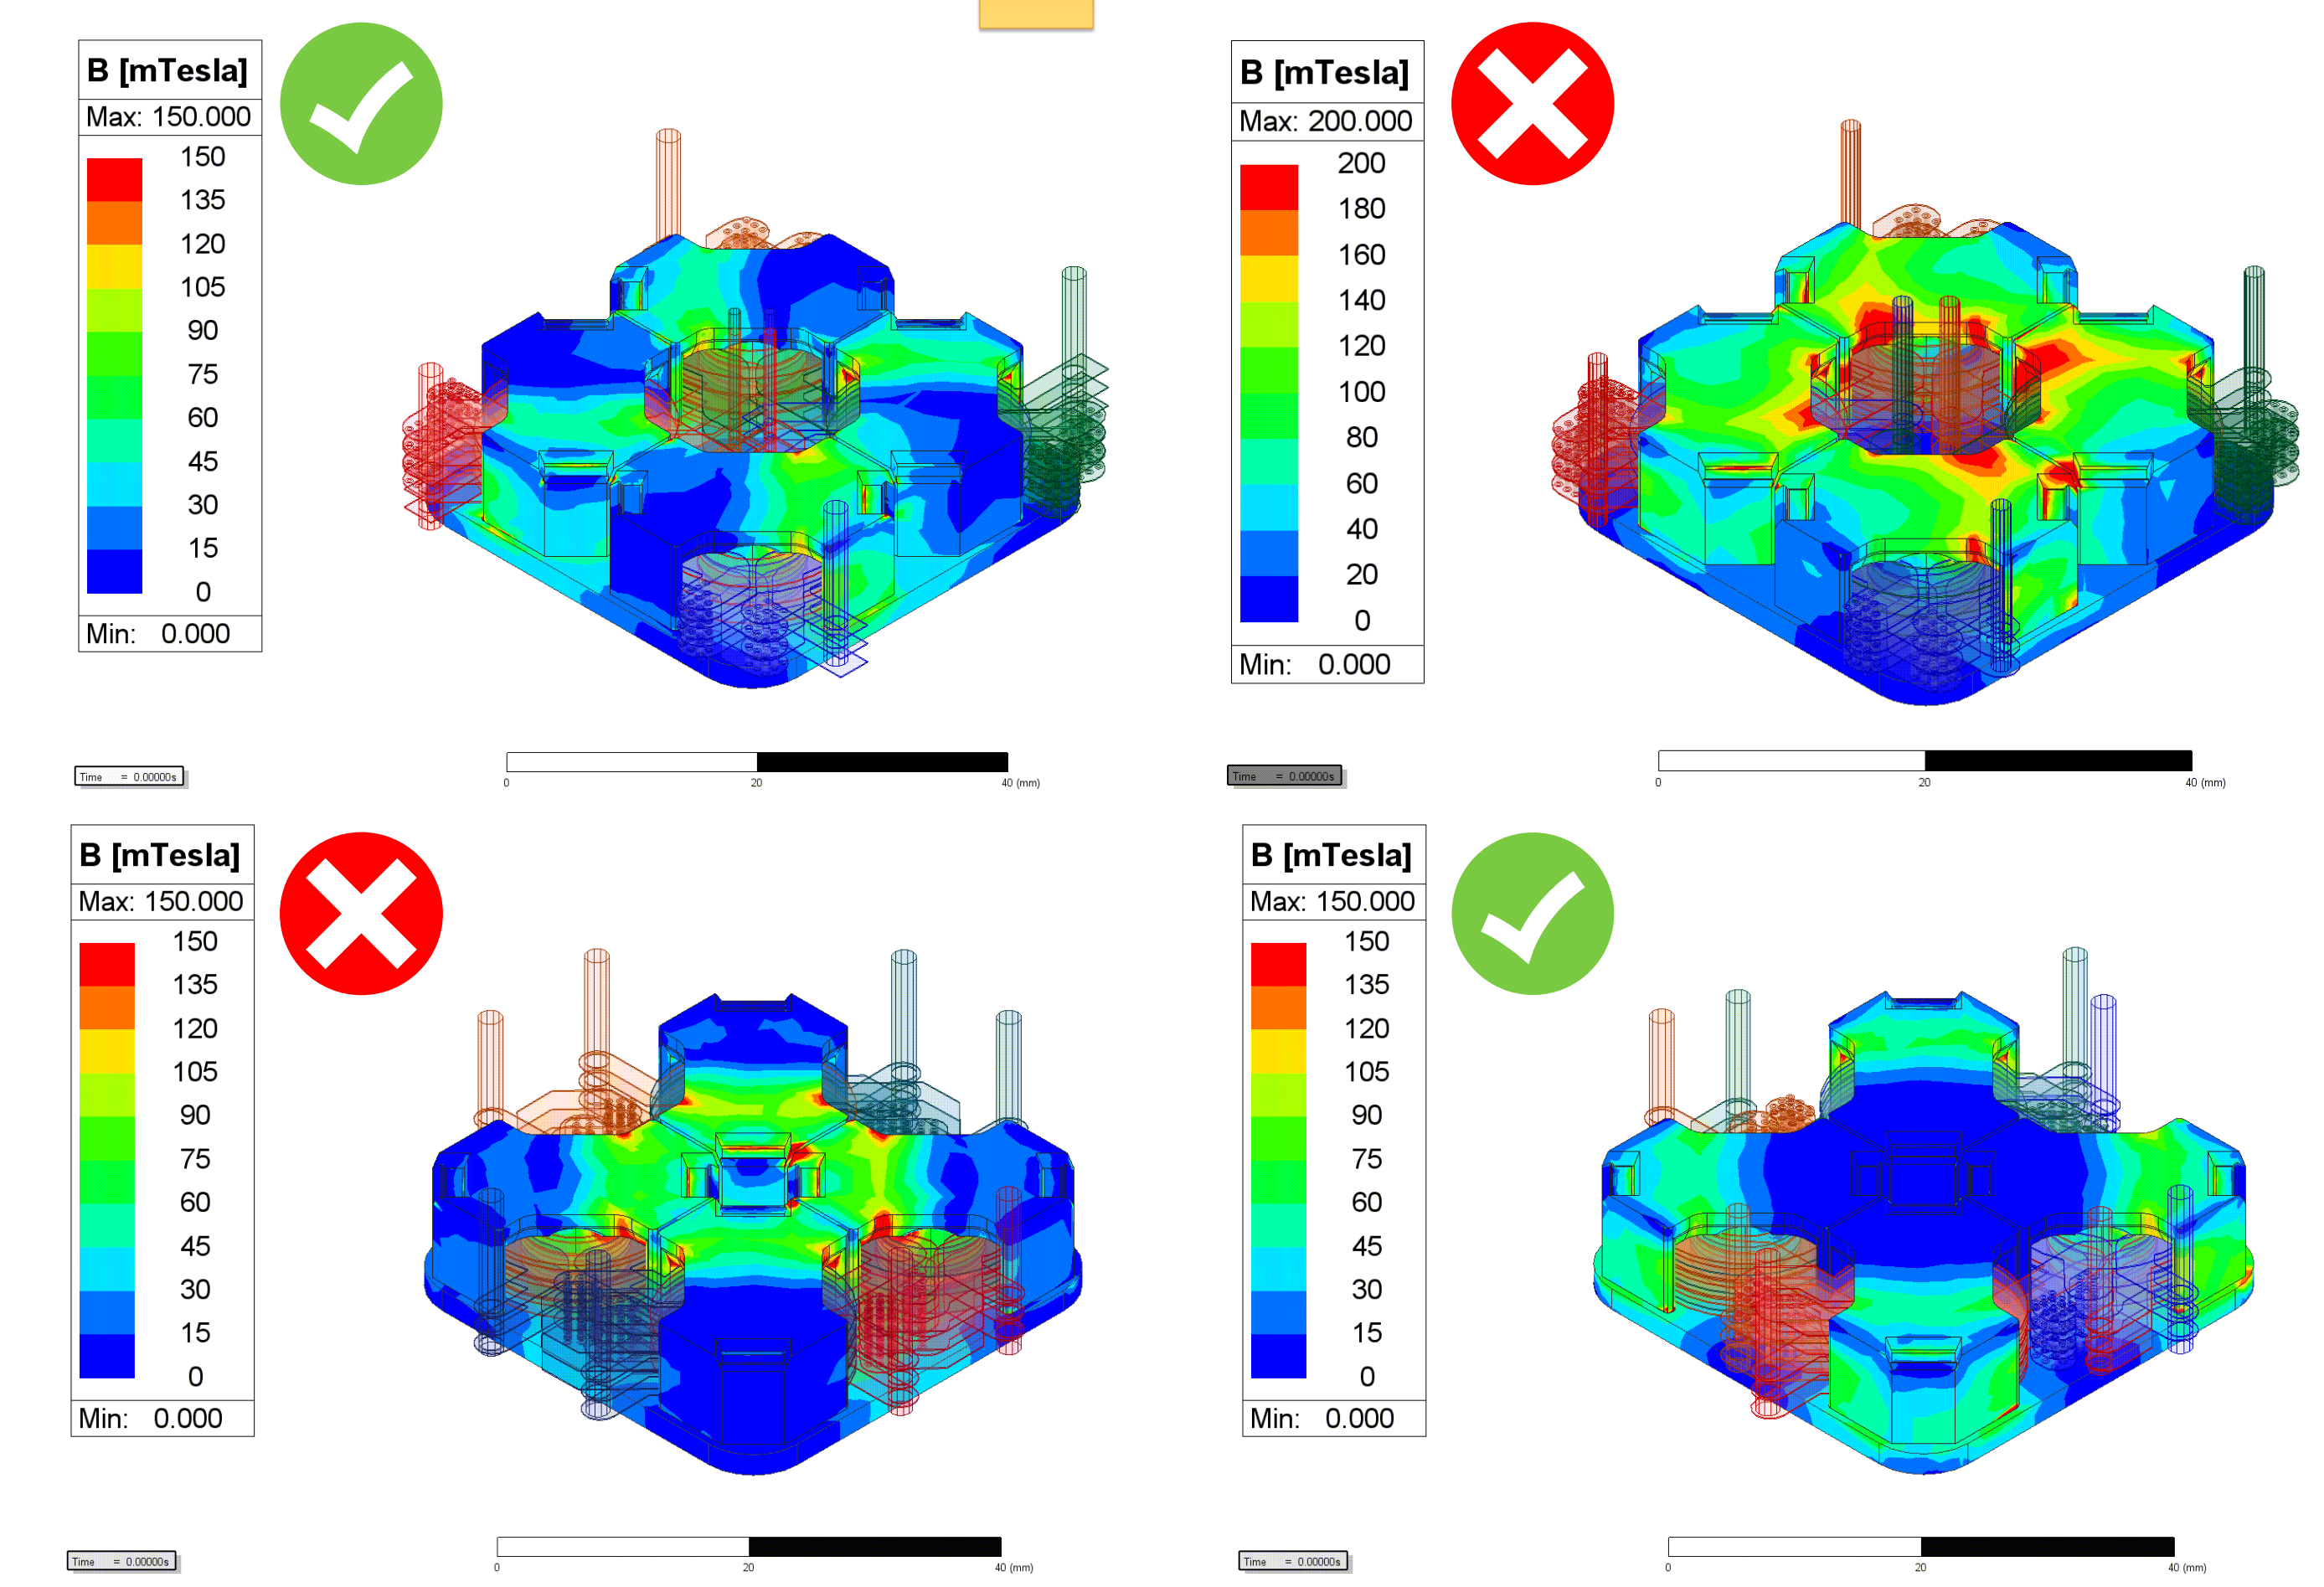 B [mTesla]
Max: 150.000
150
135
120
105
90
75
60
45
30
15
0
Min: 0.000
Time = 0.00000s
0 20 40 (mm)
B [mTesla]
Max: 200.000
200
180
160
140
120
100
80
60
40
20
0
Min: 0.000
Time = 0.00000s
0 20 40 (mm)
B [mTesla]
Max: 150.000
150
135
120
105
90
75
60
45
30
15
0
Min: 0.000
Time = 0.00000s
0 20 40 (mm)
B [mTesla]
Max: 150.000
150
135
120
105
90
75
60
45
30
15
0
Min: 0.000
Time = 0.00000s
0 20 40 (mm)